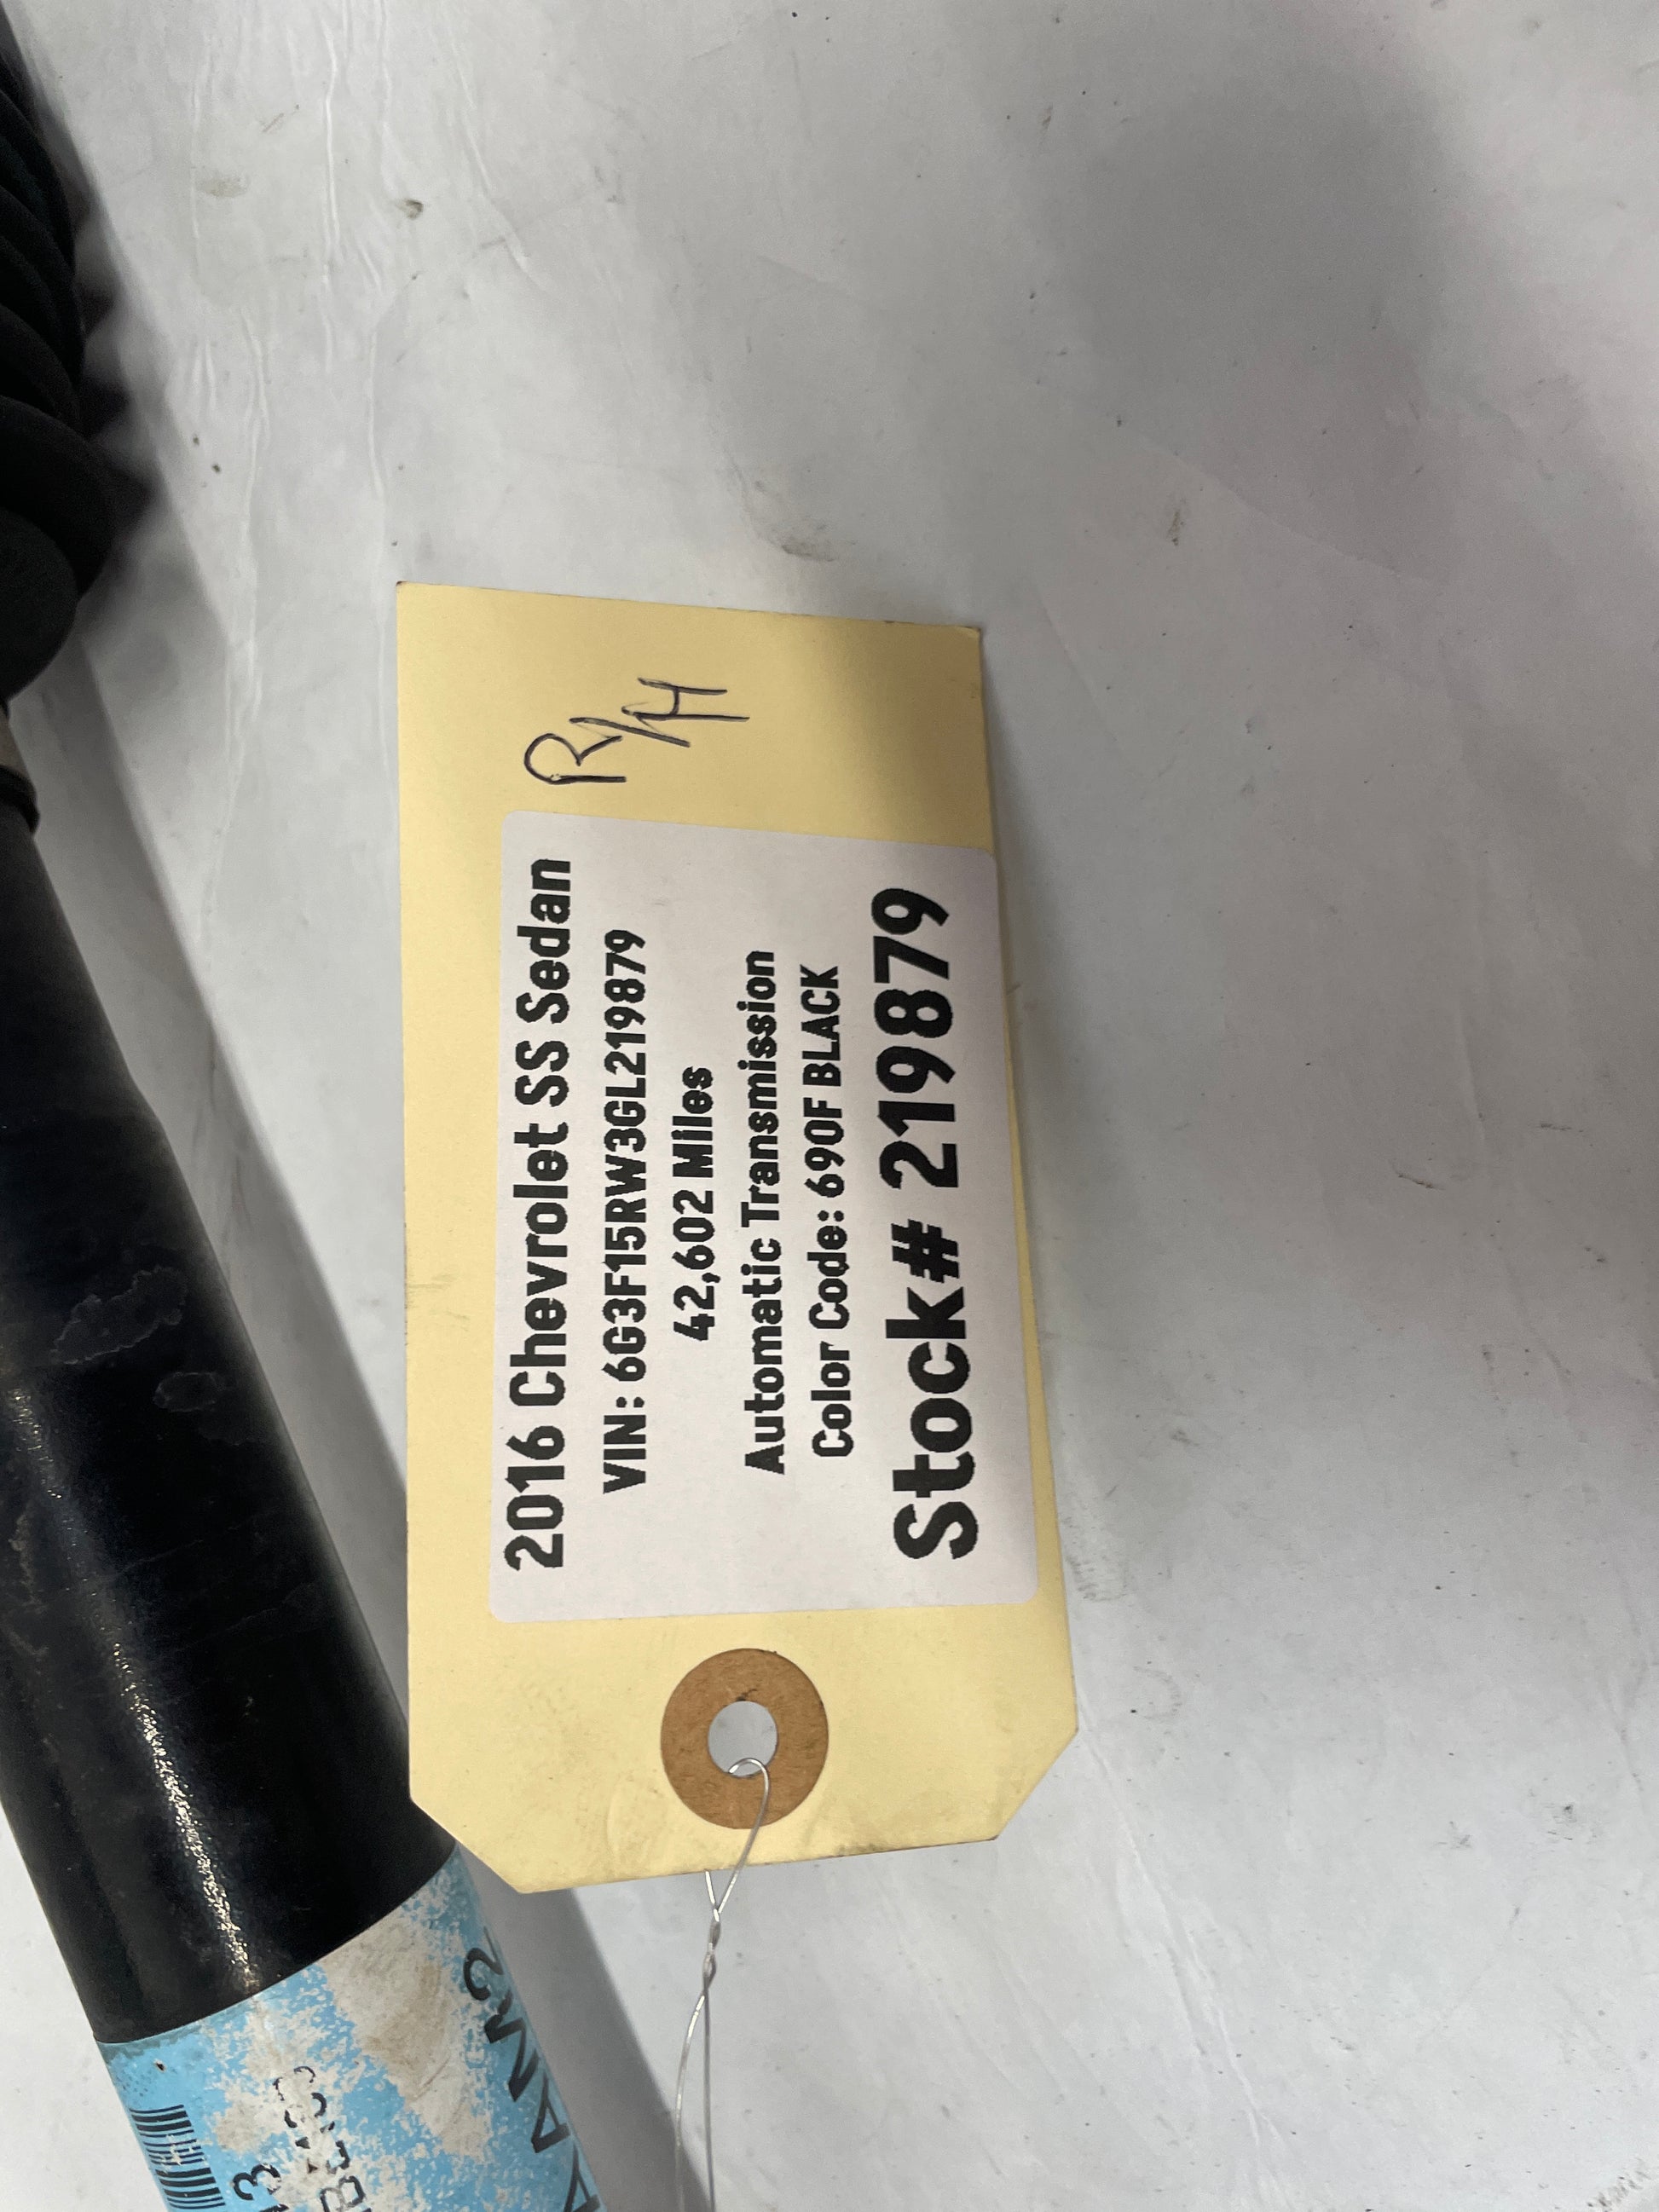 R/H
2016 Chevrolet SS Sedan
VIN: 6G3F15RW3GL219879
42,602 Miles
Automatic Transmission
Color Code: 690F BLACK
Stock# 219879